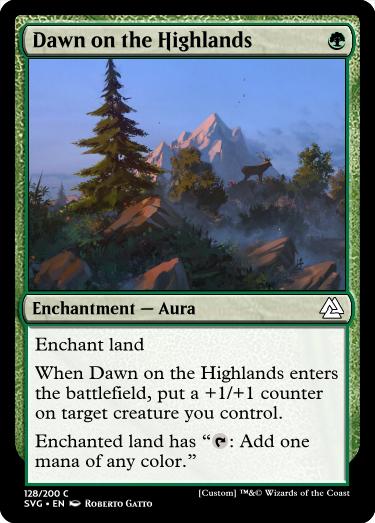 Dawn on the Highlands
Enchantment — Aura
Enchant land
When Dawn on the Highlands enters
the battlefield, put a +1/+1 counter
on target creature you control.
Enchanted land has “: Add one
mana of any color.”
128/200 C
SVG • EN Roberto Gatto
[Custom] ™&© Wizards of the Coast